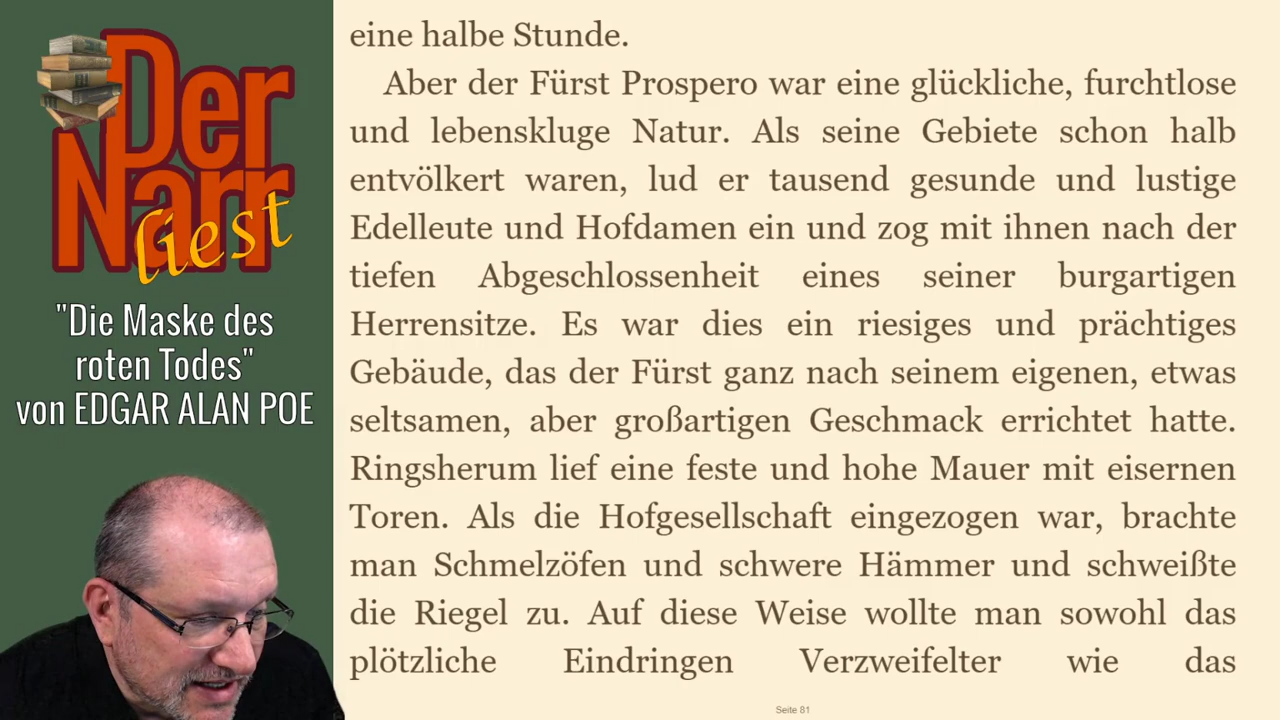 Der
Narr
liest
"Die Maske des
roten Todes"
von EDGAR ALAN POE
eine halbe Stunde.
Aber der Fürst Prospero war eine glückliche, furchtlose
und lebenskluge Natur. Als seine Gebiete schon halb
entvölkert waren, lud er tausend gesunde und lustige
Edelleute und Hofdamen ein und zog mit ihnen nach der
tiefen Abgeschlossenheit eines seiner burgartigen
Herrensitze. Es war dies ein riesiges und prächtiges
Gebäude, das der Fürst ganz nach seinem eigenen, etwas
seltsamen, aber großartigen Geschmack errichtet hatte.
Ringsherum lief eine feste und hohe Mauer mit eisernen
Toren. Als die Hofgesellschaft eingezogen war, brachte
man Schmelzöfen und schwere Hämmer und schweißte
die Riegel zu. Auf diese Weise wollte man sowohl das
plötzliche Eindringen Verzweifelter wie das
Seite 81